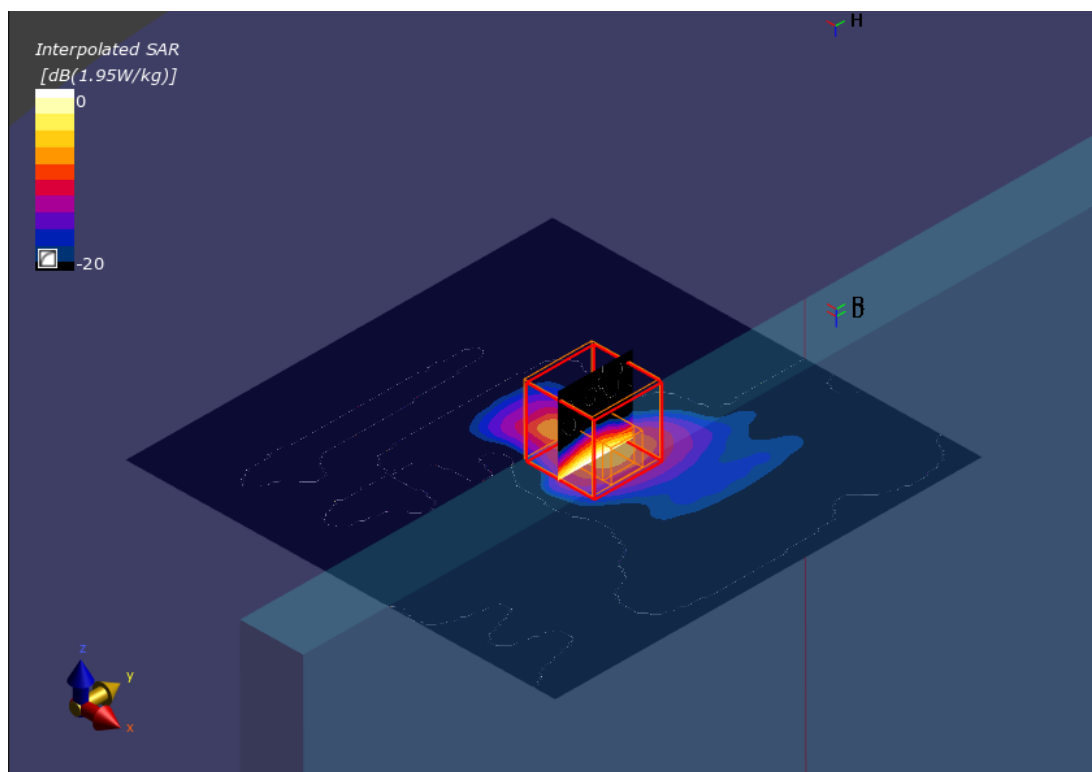 Interpolated SAR
[dB(1.95W/kg)]
0
-20
H
z
y
x